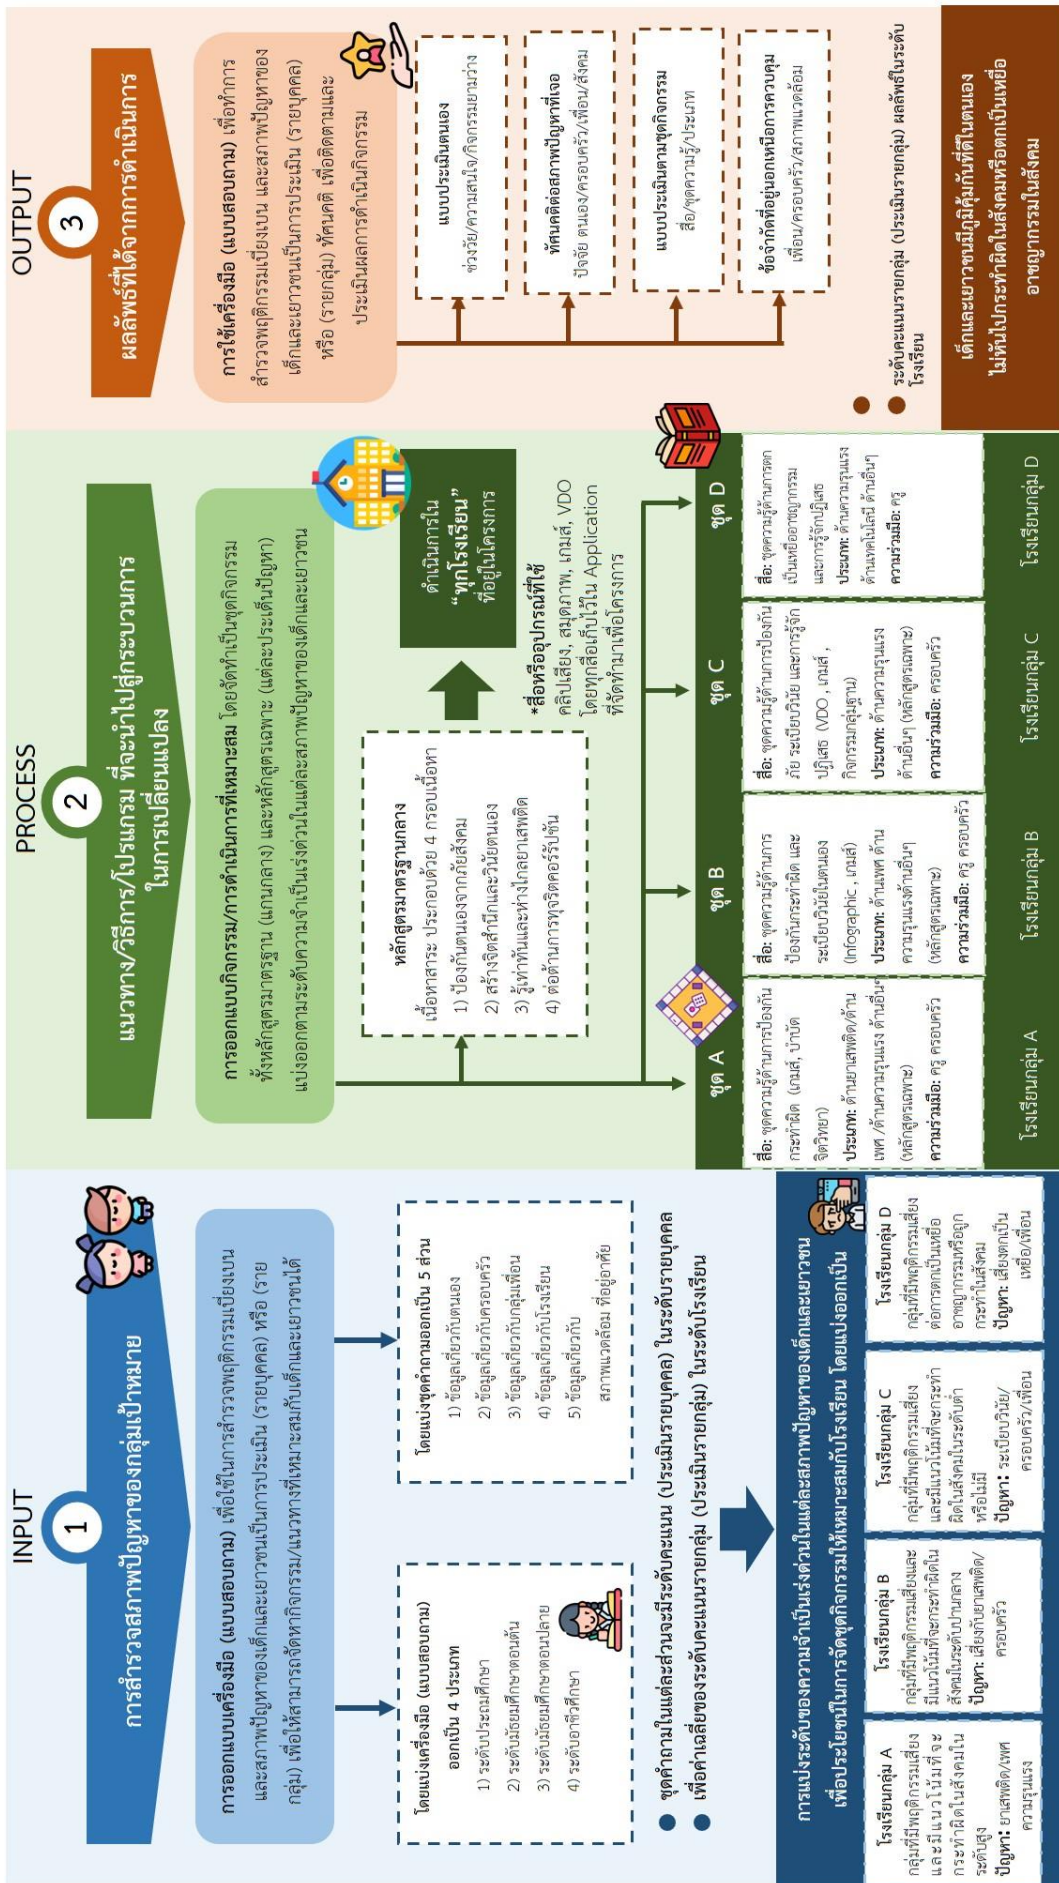 INPUT
1
การสำรวจสภาพปัญหาของกลุ่มเป้าหมาย
การออกแบบเครื่องมือ (แบบสอบถาม) เพื่อใช้ในการสำรวจพฤติกรรมเบี่ยงเบน
และสภาพปัญหาของเด็กและเยาวชนเป็นการประเมิน (รายบุคคล) หรือ (ราย
กลุ่ม) เพื่อให้สามารถจัดหากิจกรรม/แนวทางที่เหมาะสมกับเด็กและเยาวชนได้
โดยแบ่งเครื่องมือ (แบบสอบถาม)
ออกเป็น 4 ประเภท
1) ระดับประถมศึกษา
2) ระดับมัธยมศึกษาตอนต้น
3) ระดับมัธยมศึกษาตอนปลาย
4) ระดับอาชีวศึกษา
โดยแบ่งชุดคำถามออกเป็น 5 ส่วน
1) ข้อมูลเกี่ยวกับตนเอง
2) ข้อมูลเกี่ยวกับครอบครัว
3) ข้อมูลเกี่ยวกับกลุ่มเพื่อน
4) ข้อมูลเกี่ยวกับโรงเรียน
5) ข้อมูลเกี่ยวกับ
สภาพแวดล้อม ที่อยู่อาศัย
ชุดคำถามในแต่ละส่วนจะมีระดับคะแนน (ประเมินรายบุคคล) ในระดับรายบุคคล
เพื่อค่าเฉลี่ยของระดับคะแนนรายกลุ่ม (ประเมินรายกลุ่ม) ในระดับโรงเรียน
การแบ่งระดับของความจำเป็นเร่งด่วนในแต่ละสภาพปัญหาของเด็กและเยาวชน
เพื่อประโยชน์ในการจัดชุดกิจกรรมให้เหมาะสมกับโรงเรียน โดยแบ่งออกเป็น
โรงเรียนกลุ่ม A
กลุ่มที่มีพฤติกรรมเสี่ยง
และมีแนวโน้มที่จะ
กระทำผิดในสังคมใน
ระดับสูง
ปัญหา: ยาเสพติด/เพศ
ความรุนแรง
โรงเรียนกลุ่ม B
กลุ่มที่มีพฤติกรรมเสี่ยงและ
มีแนวโน้มที่จะกระทำผิดใน
สังคมในระดับปานกลาง
ปัญหา: เสี่ยงกับยาเสพติด/
ครอบครัว
โรงเรียนกลุ่ม C
กลุ่มที่มีพฤติกรรมเสี่ยง
และมีแนวโน้มที่จะกระทำ
ผิดในสังคมในระดับต่ำ
หรือไม่มี
ปัญหา: ระเบียบวินัย/
ครอบครัว/เพื่อน
โรงเรียนกลุ่ม D
กลุ่มที่มีพฤติกรรมเสี่ยง
ต่อการตกเป็นเหยื่อ
อาชญากรรมหรือถูก
กระทำในสังคม
ปัญหา: เสี่ยงตกเป็น
เหยื่อ/เพื่อน
PROCESS
2
แนวทาง/วิธีการ/โปรแกรม ที่จะนำไปสู่กระบวนการ
ในการเปลี่ยนแปลง
การออกแบบกิจกรรม/การดำเนินการที่เหมาะสม โดยจัดทำเป็นชุดกิจกรรม
ทั้งหลักสูตรมาตรฐาน (แกนกลาง) และหลักสูตรเฉพาะ (แต่ละประเด็นปัญหา)
แบ่งออกตามระดับความจำเป็นเร่งด่วนในแต่ละสภาพปัญหาของเด็กและเยาวชน
หลักสูตรมาตรฐานกลาง
เนื้อหาสาระ ประกอบด้วย 4 กรอบเนื้อหา
1) ป้องกันตนเองจากภัยสังคม
2) สร้างจิตสำนึกและวินัยตนเอง
3) รู้เท่าทันและห่างไกลยาเสพติด
4) ต่อต้านการทุจริตคอร์รัปชัน
ดำเนินการใน
“ทุกโรงเรียน”
ที่อยู่ในโครงการ
*สื่อหรืออุปกรณ์ที่ใช้
คลิปเสียง, สมุดภาพ, เกมส์, VDO
โดยทุกสื่อเก็บไว้ใน Application
ที่จัดทำมาเพื่อโครงการ
ชุด A
สื่อ: ชุดความรู้ด้านการป้องกัน
กระทำผิด (เกมส์, บำบัด
จิตวิทยา)
ประเภท: ด้านยาเสพติด/ด้าน
เพศ /ด้านความรุนแรง ด้านอื่นๆ
(หลักสูตรเฉพาะ)
ความร่วมมือ: ครู ครอบครัว
โรงเรียนกลุ่ม A
ชุด B
สื่อ: ชุดความรู้ด้านการ
ป้องกันกระทำผิด และ
ระเบียบวินัยในตนเอง
(Infographic , เกมส์)
ประเภท: ด้านเพศ ด้าน
ความรุนแรงด้านอื่นๆ
(หลักสูตรเฉพาะ)
ความร่วมมือ: ครู ครอบครัว
โรงเรียนกลุ่ม B
ชุด C
สื่อ: ชุดความรู้ด้านการป้องกัน
ภัย ระเบียบวินัย และการรู้จัก
ปฏิเสธ (VDO , เกมส์ ,
กิจกรรมกลุ่มฐาน)
ประเภท: ด้านความรุนแรง
ด้านอื่นๆ (หลักสูตรเฉพาะ)
ความร่วมมือ: ครอบครัว
โรงเรียนกลุ่ม C
ชุด D
สื่อ: ชุดความรู้ด้านการตก
เป็นเหยื่ออาชญากรรม
และการรู้จักปฏิเสธ
ประเภท: ด้านความรุนแรง
ด้านเทคโนโลยี ด้านอื่นๆ
ความร่วมมือ: ครู
โรงเรียนกลุ่ม D
OUTPUT
3
ผลลัพธ์ที่ได้จากการดำเนินการ
การใช้เครื่องมือ (แบบสอบถาม) เพื่อทำการ
สำรวจพฤติกรรมเบี่ยงเบน และสภาพปัญหาของ
เด็กและเยาวชนเป็นการประเมิน (รายบุคคล)
หรือ (รายกลุ่ม) ทัศนคติ เพื่อติดตามและ
ประเมินผลการดำเนินกิจกรรม
แบบประเมินตนเอง
ช่วงวัย/ความสนใจ/กิจกรรมยามว่าง
ทัศนคติต่อสภาพปัญหาที่เจอ
ปัจจัย ตนเอง/ครอบครัว/เพื่อน/สังคม
แบบประเมินตามชุดกิจกรรม
สื่อ/ชุดความรู้/ประเภท
ข้อจำกัดที่อยู่นอกเหนือการควบคุม
เพื่อน/ครอบครัว/สภาพแวดล้อม
ระดับคะแนนรายกลุ่ม (ประเมินรายกลุ่ม) ผลลัพธ์ในระดับ
โรงเรียน
เด็กและเยาวชนมีภูมิคุ้มกันที่ดีในตนเอง
ไม่หันไปกระทำผิดในสังคมหรือตกเป็นเหยื่อ
อาชญากรรมในสังคม